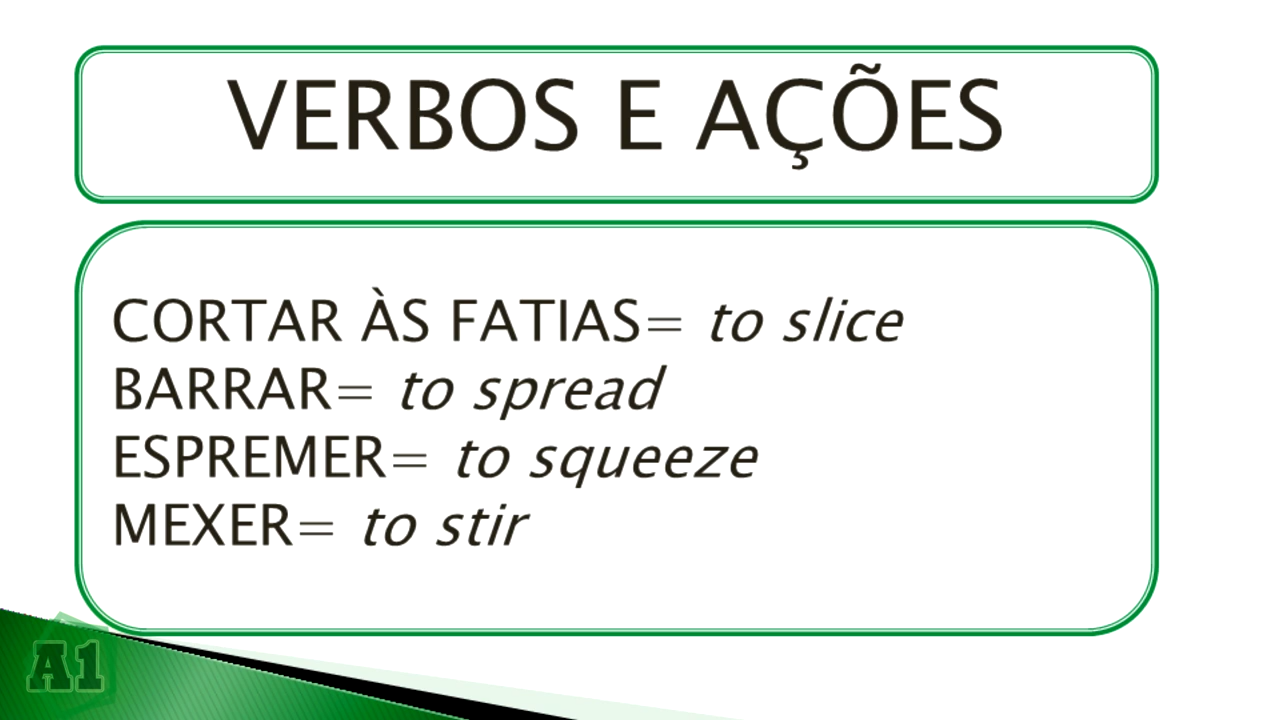 VERBOS E AÇÕES
CORTAR ÀS FATIAS= to slice
BARRAR= to spread
ESPREMER= to squeeze
MEXER= to stir
A1